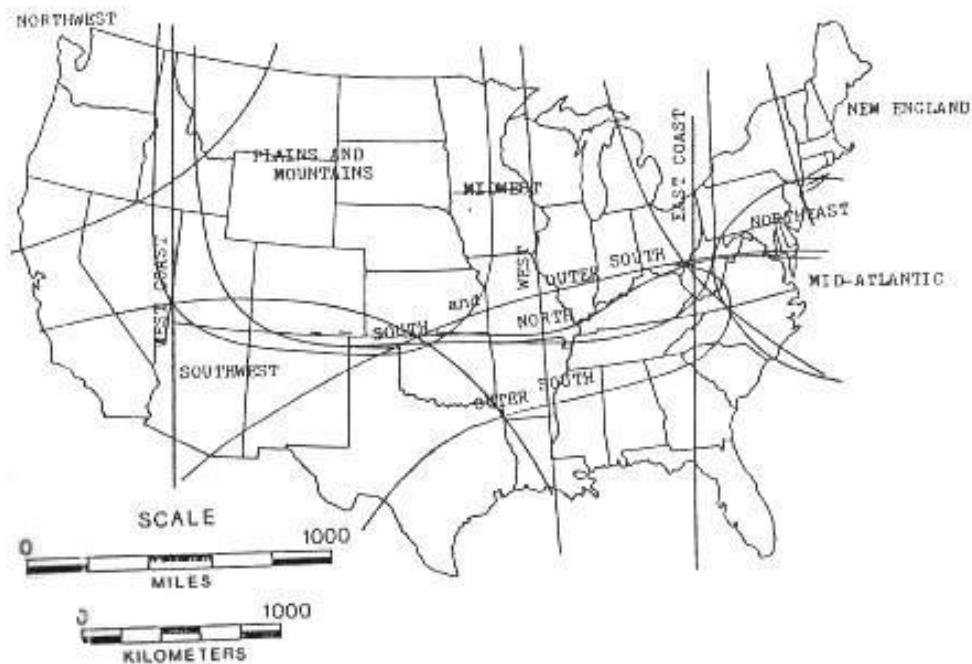 NORTHWEST
NEW ENGLAND
PLAINS AND
MOUNTAINS
MIDWEST
EAST COAST
NORTHEAST
WEST COAST
WEST
OUTER SOUTH
MID-ATLANTIC
and
SOUTH
NORTH
SOUTHWEST
OUTER SOUTH
SCALE
0 1000
MILES
0 1000
KILOMETERS